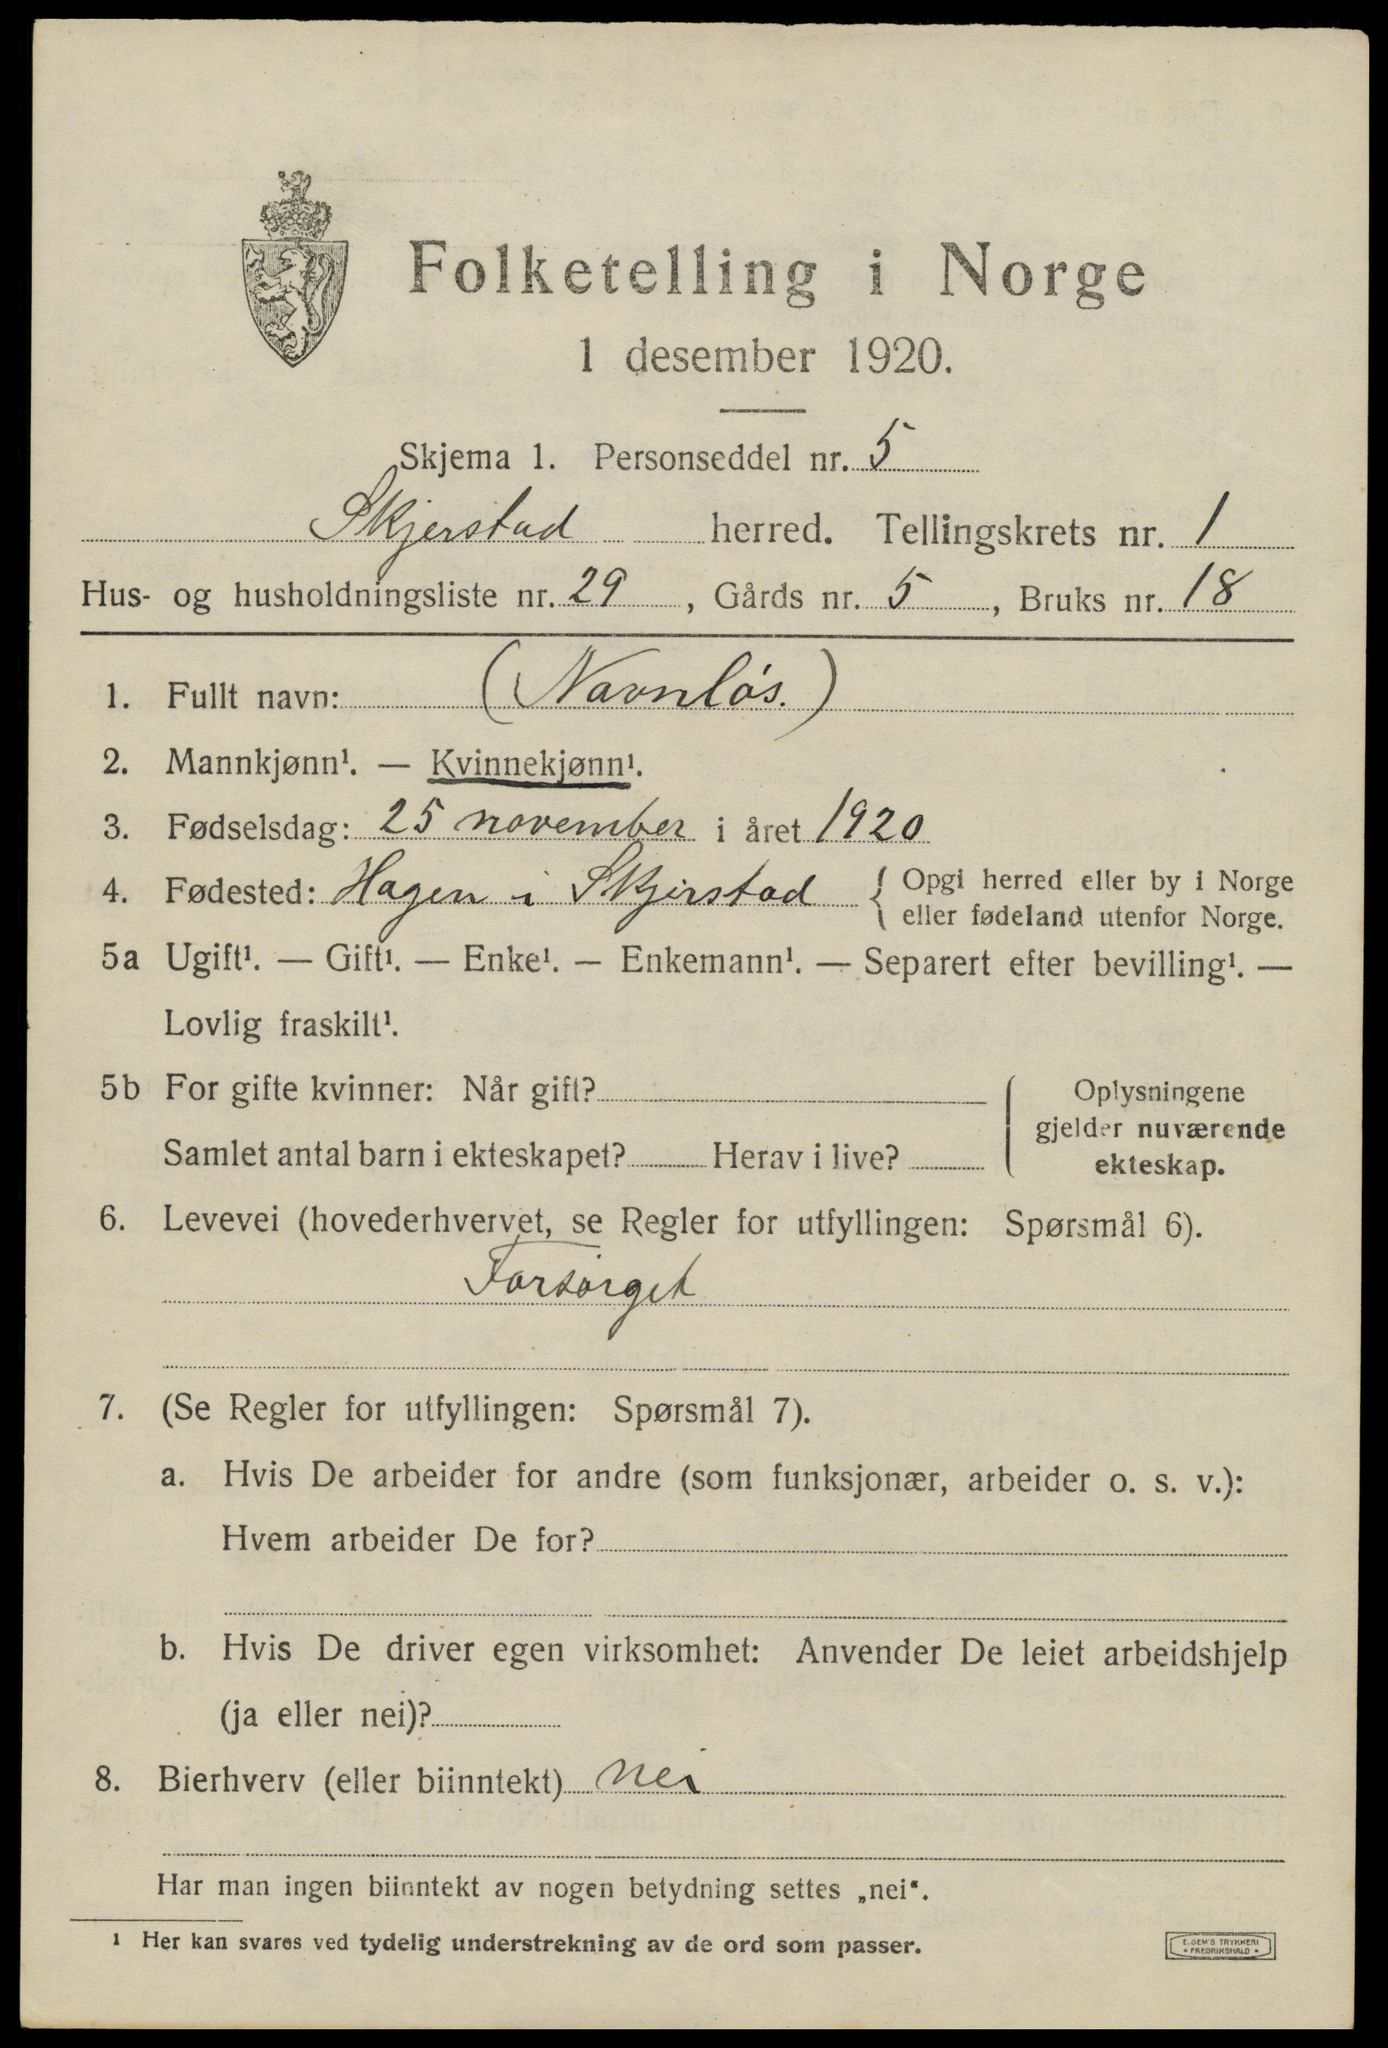 Folketelling i Norge
1 desember 1920.
Skjema 1. Personseddel nr. 5
Skjerstad herred. Tellingskrets nr. 1
Hus- og husholdningsliste nr. 29, Gårds nr. 5, Bruks nr. 18
1. Fullt navn: (Navnløs.)
2. Mannkjønn¹. — Kvinnekjønn¹.
3. Fødselsdag: 25 november i året 1920
4. Fødested: Hagen i Skjerstad { Opgi herred eller by i Norge
eller fødeland utenfor Norge.
5a Ugift¹. — Gift¹. — Enke¹. — Enkemann¹. — Separert efter bevilling¹. —
Lovlig fraskilt¹.
5b For gifte kvinner: Når gift?
Samlet antal barn i ekteskapet? Herav i live?
Oplysningene
gjelder nuværende
ekteskap.
6. Levevei (hovederhvervet, se Regler for utfyllingen: Spørsmål 6).
Forsørget
7. (Se Regler for utfyllingen: Spørsmål 7).
a. Hvis De arbeider for andre (som funksjonær, arbeider o. s. v.):
Hvem arbeider De for?
b. Hvis De driver egen virksomhet: Anvender De leiet arbeidshjelp
(ja eller nei)?
8. Bierhverv (eller biinntekt) nei
Har man ingen biinntekt av nogen betydning settes „nei“.
1 Her kan svares ved tydelig understrekning av de ord som passer.
E. SEM'S TRYKKERI
• FREDRIKSHALD •